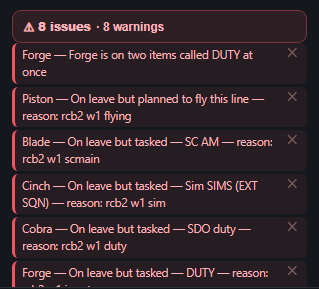 ⚠ 8 issues · 8 warnings
Forge — Forge is on two items called DUTY at
once
Piston — On leave but planned to fly this line —
reason: rcb2 w1 flying
Blade — On leave but tasked — SC AM — reason:
rcb2 w1 scmain
Cinch — On leave but tasked — Sim SIMS (EXT
SQN) — reason: rcb2 w1 sim
Cobra — On leave but tasked — SDO duty —
reason: rcb2 w1 duty
Forge — On leave but tasked — DUTY — reason: